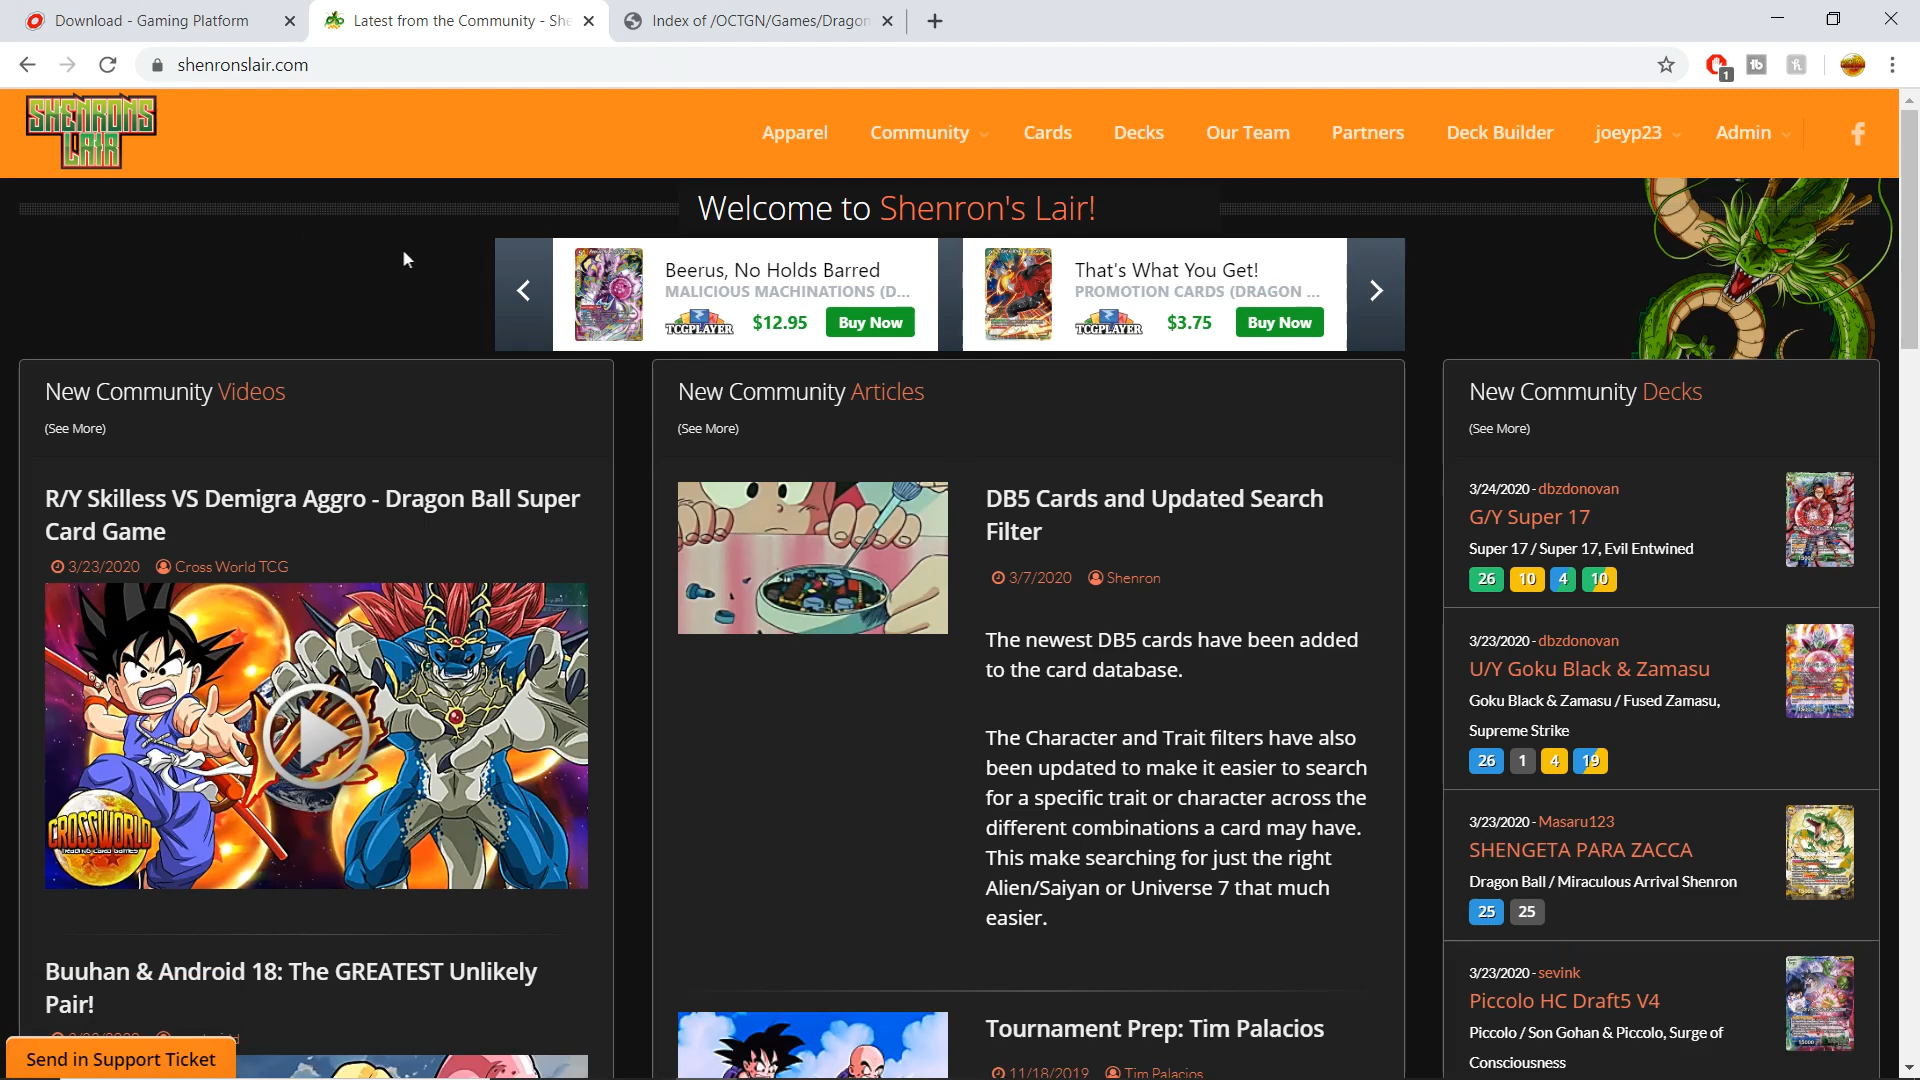 Download - Gaming Platform
Latest from the Community - She
Index of /OCTGN/Games/Dragon
shenronslair.com
1
SHENRONS
LAIR
Apparel
Community
Cards
Decks
Our Team
Partners
Deck Builder
joeyp23
Admin
Welcome to Shenron's Lair!
Beerus, No Holds Barred
MALICIOUS MACHINATIONS (D...
TCGPLAYER
$12.95
Buy Now
That's What You Get!
PROMOTION CARDS (DRAGON ...
TCGPLAYER
$3.75
Buy Now
New Community Videos
(See More)
R/Y Skilless VS Demigra Aggro - Dragon Ball Super
Card Game
3/23/2020 Cross World TCG
CROSSWORLD
Buuhan & Android 18: The GREATEST Unlikely
Pair!
Send in Support Ticket
New Community Articles
(See More)
DB5 Cards and Updated Search
Filter
3/7/2020 Shenron
The newest DB5 cards have been added
to the card database.
The Character and Trait filters have also
been updated to make it easier to search
for a specific trait or character across the
different combinations a card may have.
This make searching for just the right
Alien/Saiyan or Universe 7 that much
easier.
Tournament Prep: Tim Palacios
11/18/2019 Tim Palacios
New Community Decks
(See More)
3/24/2020 - dbzdonovan
G/Y Super 17
Super 17 / Super 17, Evil Entwined
26 10 4 10
3/23/2020 - dbzdonovan
U/Y Goku Black & Zamasu
Goku Black & Zamasu / Fused Zamasu,
Supreme Strike
26 1 4 19
3/23/2020 - Masaru123
SHENGETA PARA ZACCA
Dragon Ball / Miraculous Arrival Shenron
25 25
3/23/2020 - sevink
Piccolo HC Draft5 V4
Piccolo / Son Gohan & Piccolo, Surge of
Consciousness